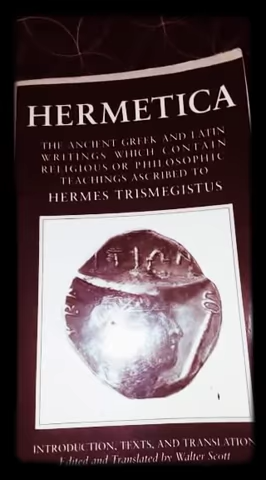 HERMETICA
THE ANCIENT GREEK AND LATIN
WRITINGS WHICH CONTAIN
RELIGIOUS OR PHILOSOPHIC
TEACHINGS ASCRIBED TO
HERMES TRISMEGISTUS
INTRODUCTION, TEXTS, AND TRANSLATION
Edited and Translated by Walter Scott